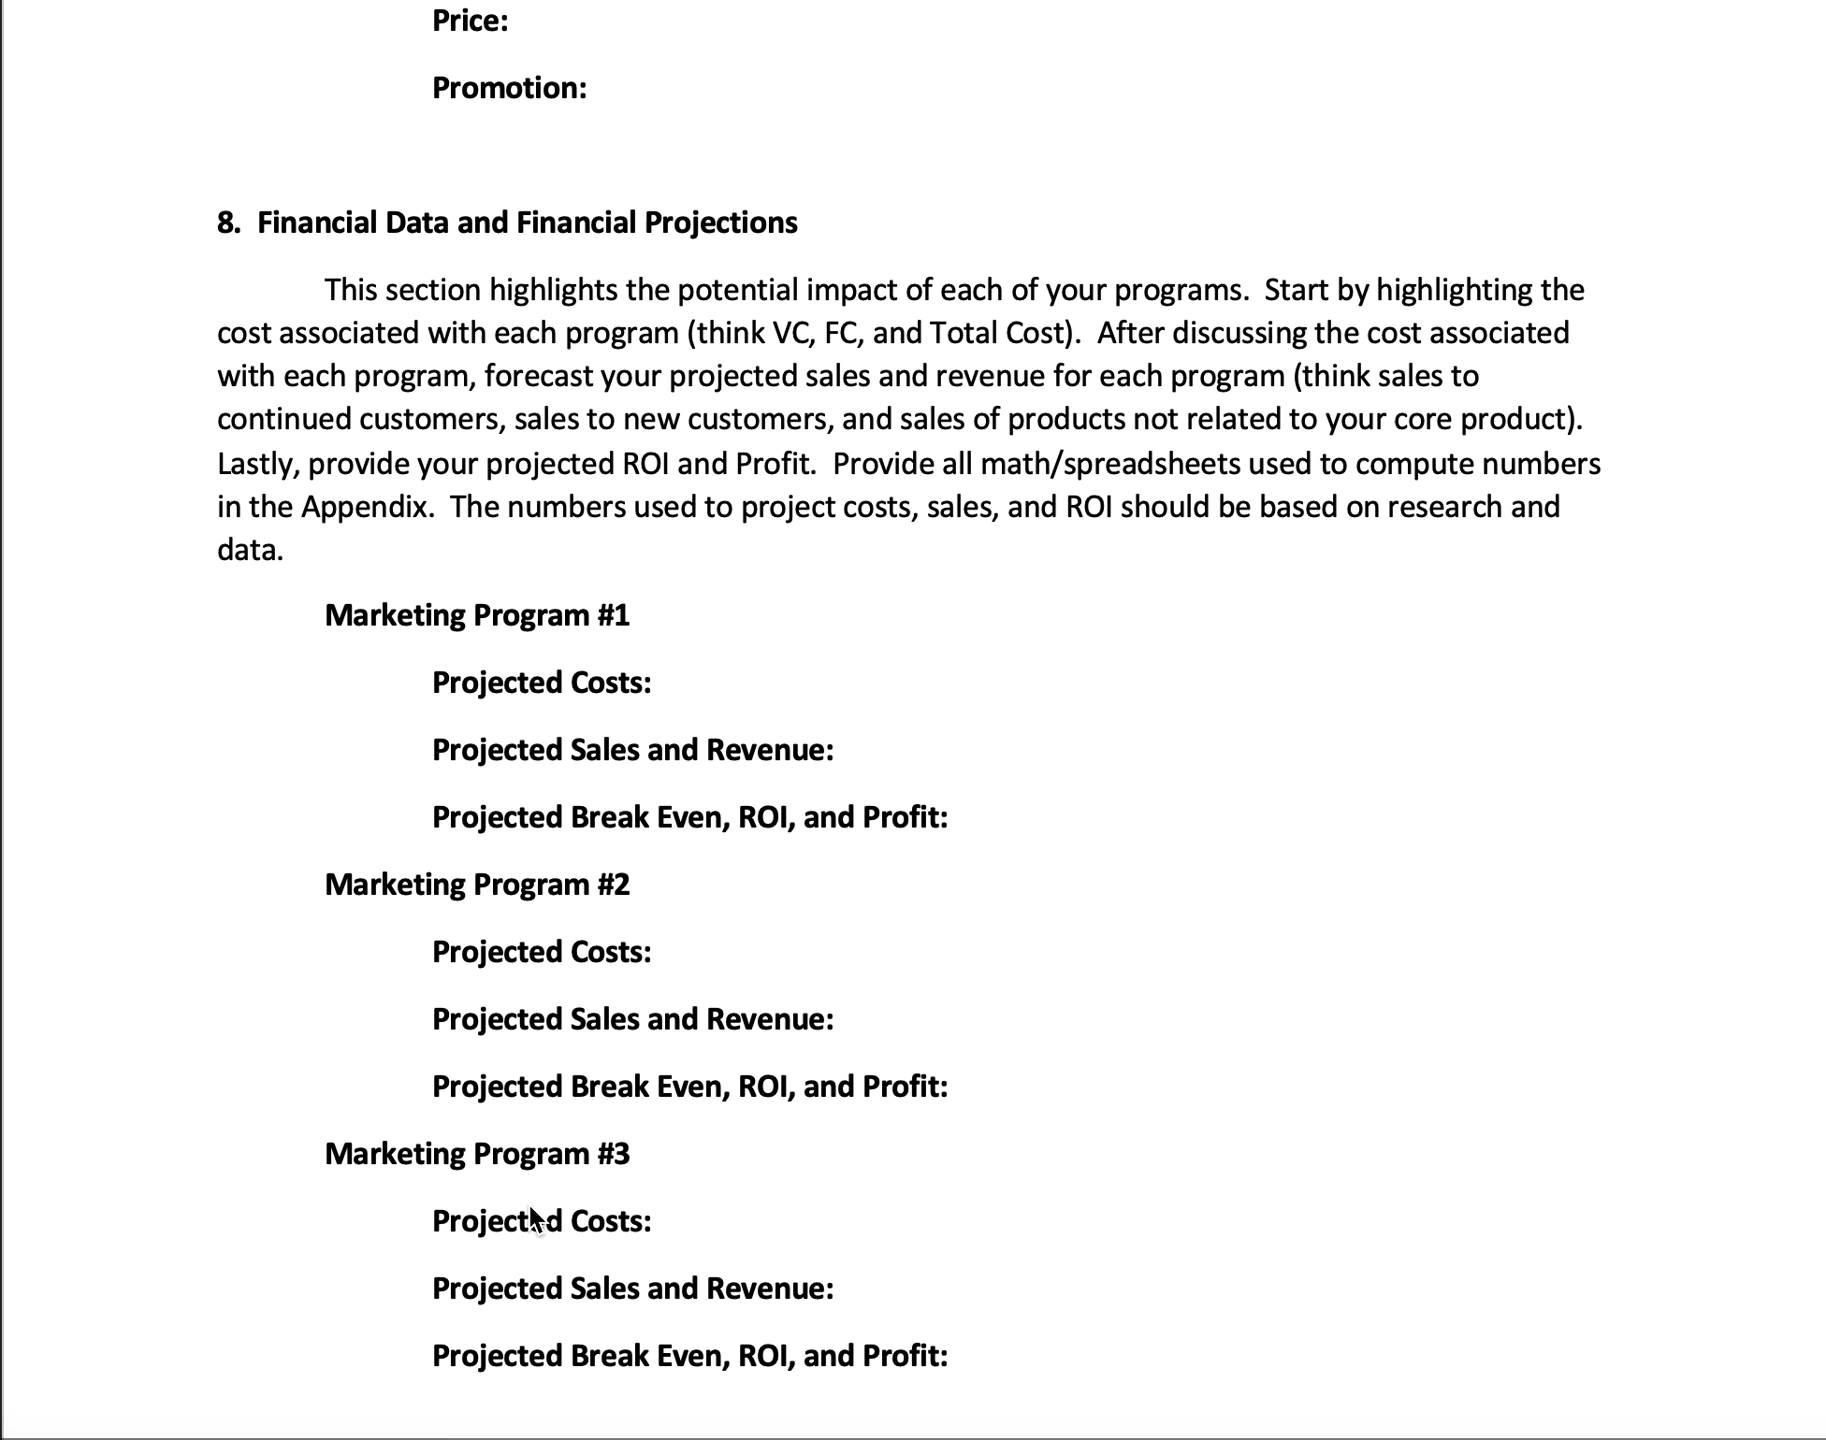 Price:
Promotion:
8.  Financial Data and Financial Projections
This section highlights the potential impact of each of your programs.  Start by highlighting the
cost associated with each program (think VC, FC, and Total Cost).  After discussing the cost associated
with each program, forecast your projected sales and revenue for each program (think sales to
continued customers, sales to new customers, and sales of products not related to your core product).
Lastly, provide your projected ROI and Profit.  Provide all math/spreadsheets used to compute numbers
in the Appendix.  The numbers used to project costs, sales, and ROI should be based on research and
data.
Marketing Program #1
Projected Costs:
Projected Sales and Revenue:
Projected Break Even, ROI, and Profit:
Marketing Program #2
Projected Costs:
Projected Sales and Revenue:
Projected Break Even, ROI, and Profit:
Marketing Program #3
Projected Costs:
Projected Sales and Revenue:
Projected Break Even, ROI, and Profit: